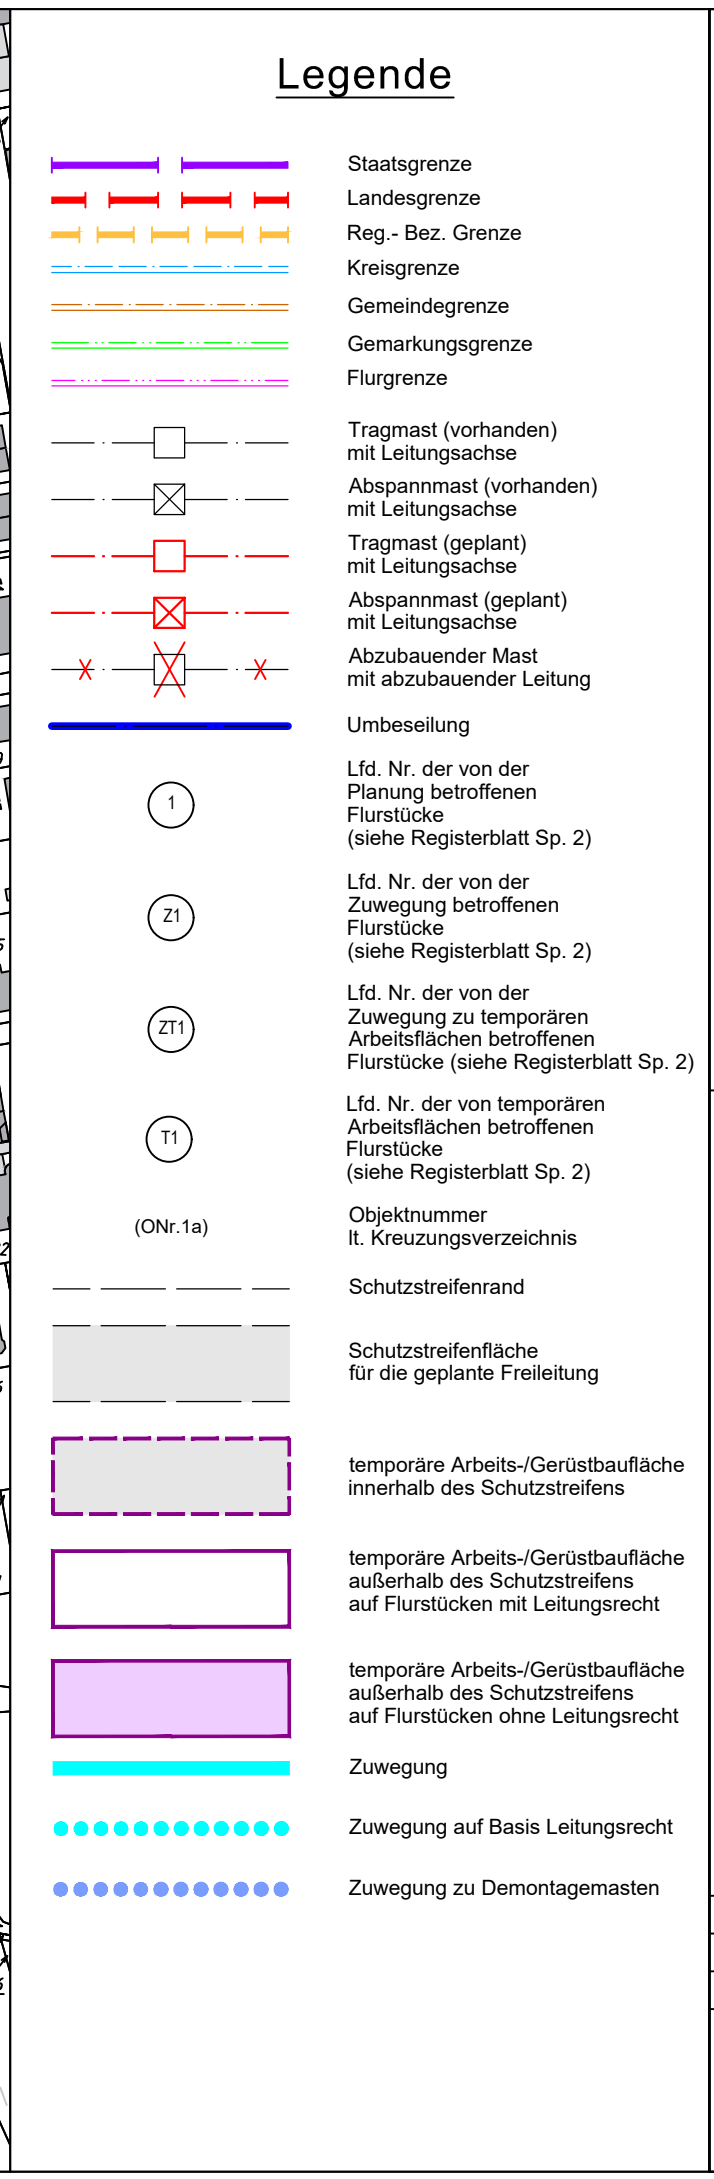 Legende
Staatsgrenze
Landesgrenze
Reg.- Bez. Grenze
Kreisgrenze
Gemeindegrenze
Gemarkungsgrenze
Flurgrenze
Tragmast (vorhanden)
mit Leitungsachse
Abspannmast (vorhanden)
mit Leitungsachse
Tragmast (geplant)
mit Leitungsachse
Abspannmast (geplant)
mit Leitungsachse
Abzubauender Mast
mit abzubauender Leitung
Umbeseilung
1
Lfd. Nr. der von der
Planung betroffenen
Flurstücke
(siehe Registerblatt Sp. 2)
Z1
Lfd. Nr. der von der
Zuwegung betroffenen
Flurstücke
(siehe Registerblatt Sp. 2)
ZT1
Lfd. Nr. der von der
Zuwegung zu temporären
Arbeitsflächen betroffenen
Flurstücke (siehe Registerblatt Sp. 2)
T1
Lfd. Nr. der von temporären
Arbeitsflächen betroffenen
Flurstücke
(siehe Registerblatt Sp. 2)
(ONr.1a)
Objektnummer
lt. Kreuzungsverzeichnis
Schutzstreifenrand
Schutzstreifenfläche
für die geplante Freileitung
temporäre Arbeits-/Gerüstbaufläche
innerhalb des Schutzstreifens
temporäre Arbeits-/Gerüstbaufläche
außerhalb des Schutzstreifens
auf Flurstücken mit Leitungsrecht
temporäre Arbeits-/Gerüstbaufläche
außerhalb des Schutzstreifens
auf Flurstücken ohne Leitungsrecht
Zuwegung
Zuwegung auf Basis Leitungsrecht
Zuwegung zu Demontagemasten